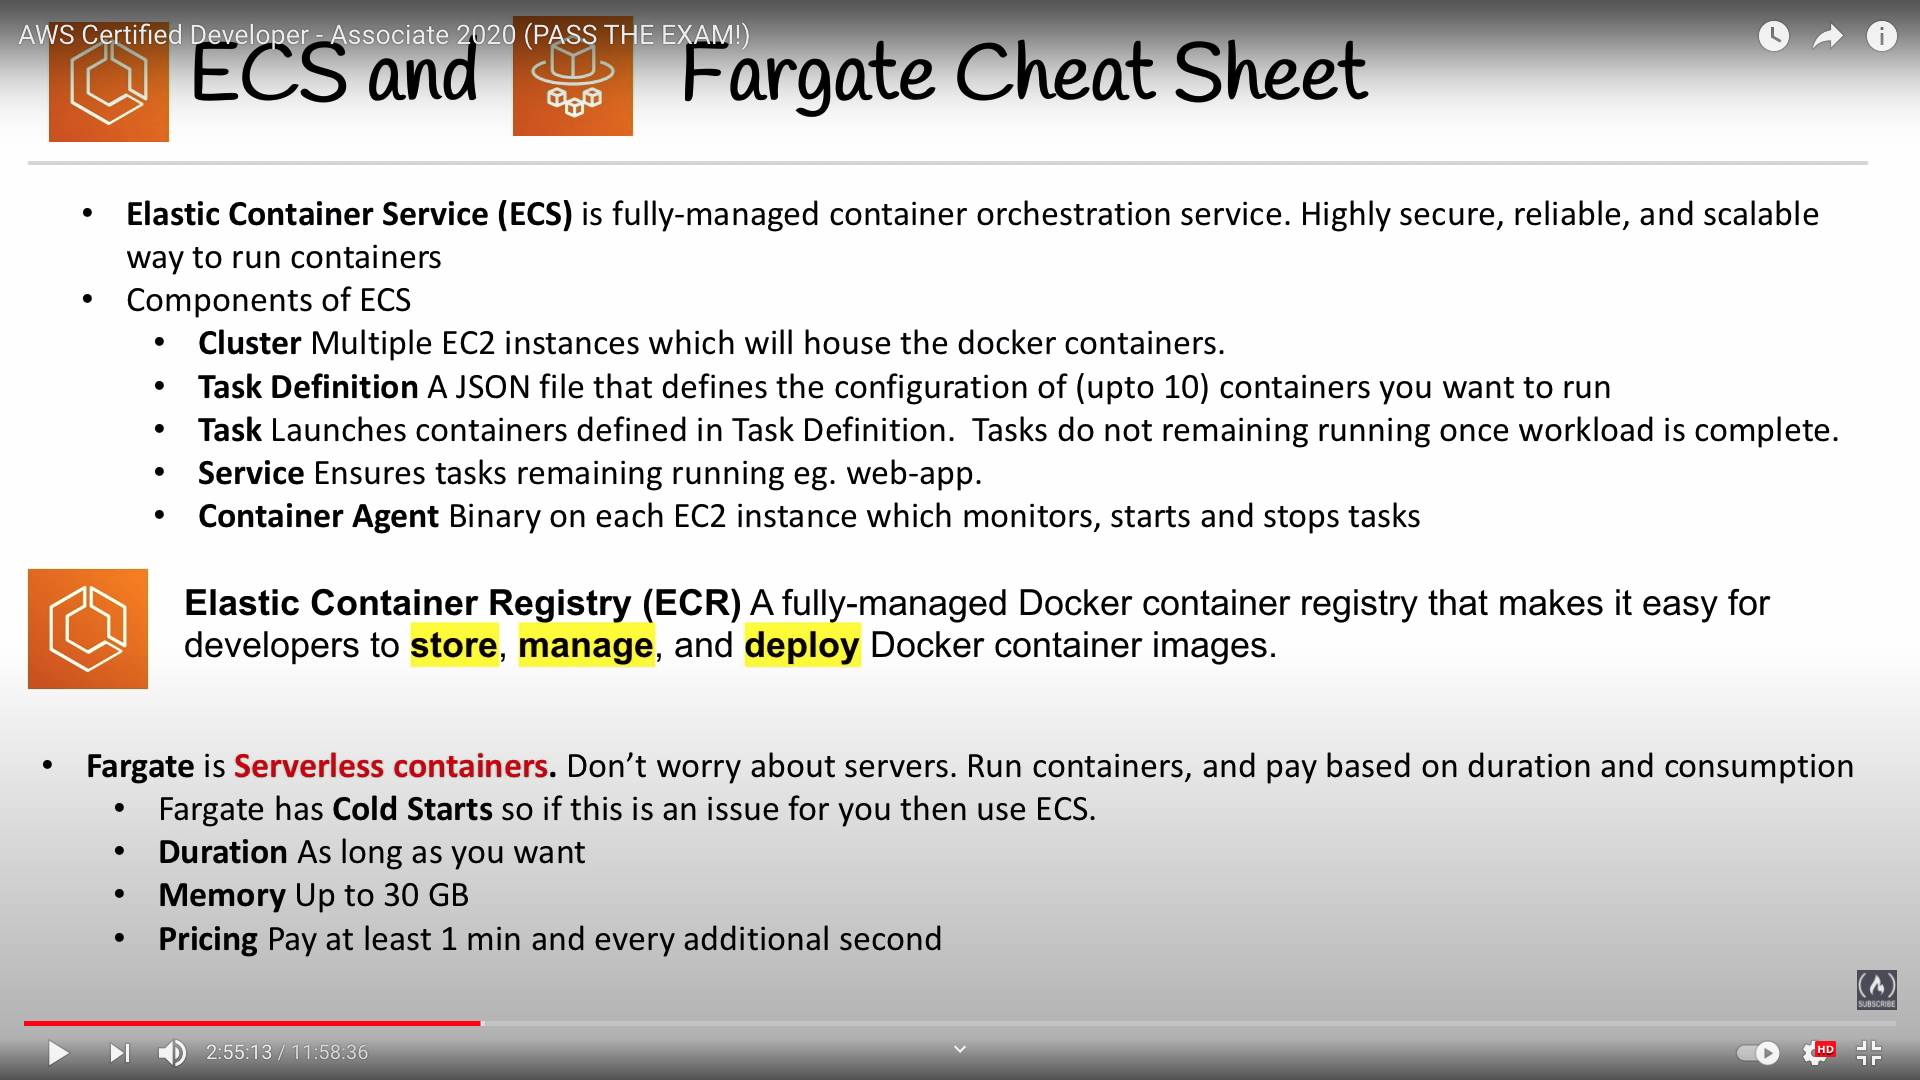 AWS Certified Developer - Associate 2020 (PASS THE EXAM!)
ECS and Fargate Cheat Sheet
• Elastic Container Service (ECS) is fully-managed container orchestration service. Highly secure, reliable, and scalable
way to run containers
• Components of ECS
• Cluster Multiple EC2 instances which will house the docker containers.
• Task Definition A JSON file that defines the configuration of (upto 10) containers you want to run
• Task Launches containers defined in Task Definition.  Tasks do not remaining running once workload is complete.
• Service Ensures tasks remaining running eg. web-app.
• Container Agent Binary on each EC2 instance which monitors, starts and stops tasks
Elastic Container Registry (ECR) A fully-managed Docker container registry that makes it easy for
developers to store, manage, and deploy Docker container images.
• Fargate is Serverless containers. Don’t worry about servers. Run containers, and pay based on duration and consumption
• Fargate has Cold Starts so if this is an issue for you then use ECS.
• Duration As long as you want
• Memory Up to 30 GB
• Pricing Pay at least 1 min and every additional second
SUBSCRIBE
2:55:13 / 11:58:36
HD